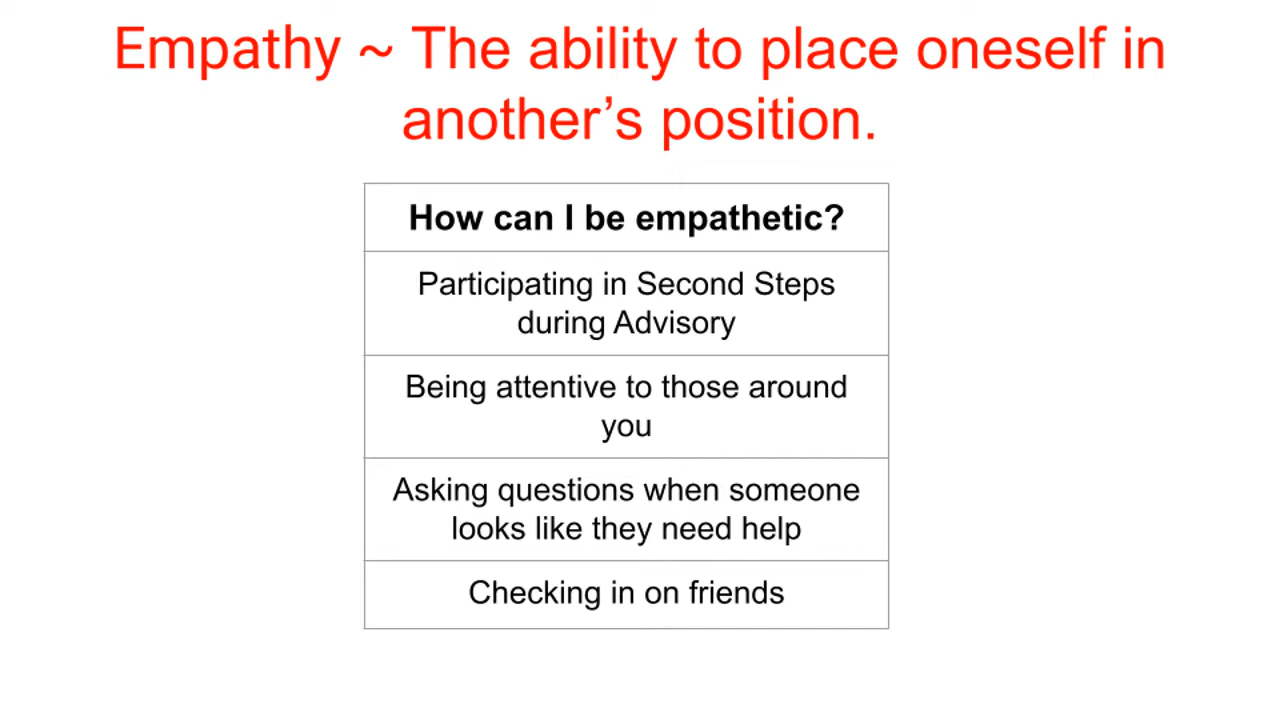 Empathy ~ The ability to place oneself in
another’s position.
How can I be empathetic?
Participating in Second Steps
during Advisory
Being attentive to those around
you
Asking questions when someone
looks like they need help
Checking in on friends